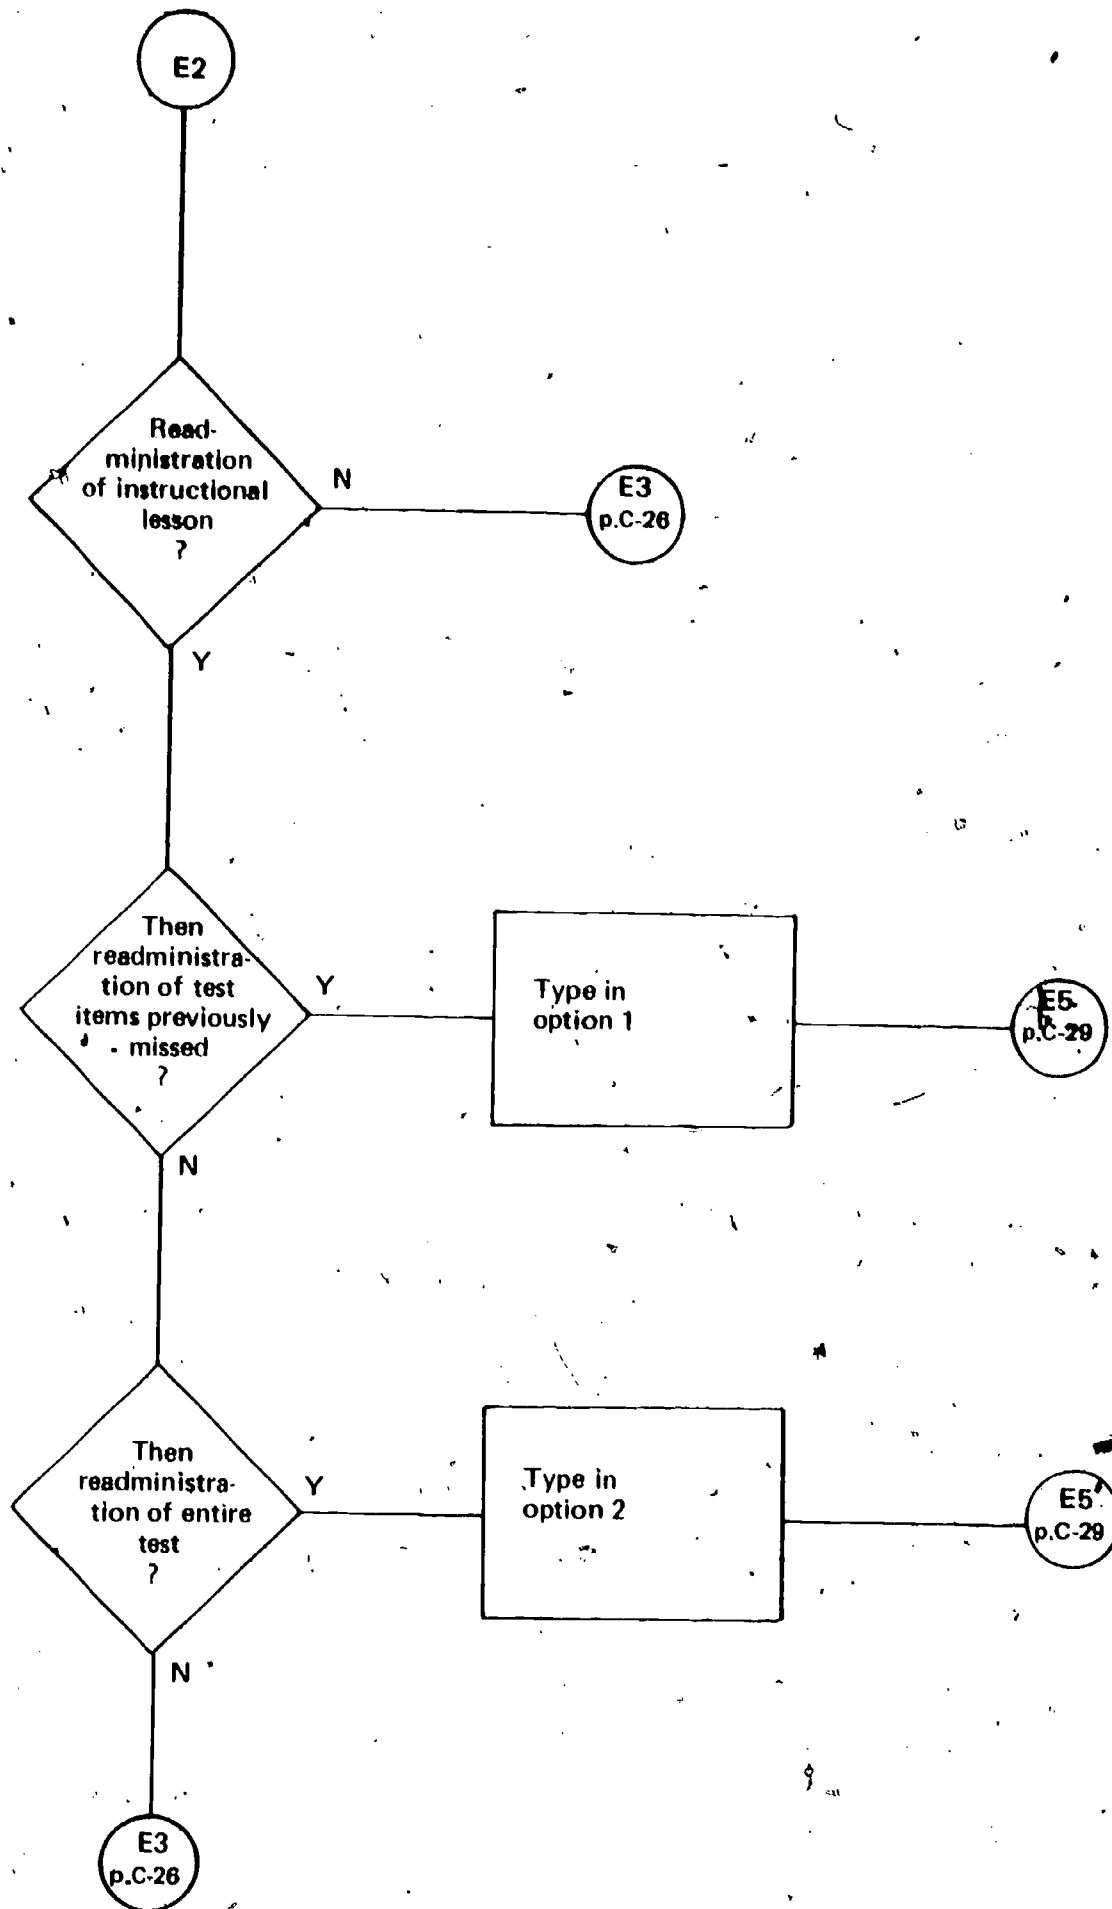 E2
Read-
ministration
of instructional
lesson
?
N
E3
p.C-26
Y
Then
readministra-
tion of test
items previously
missed
?
Y
Type in
option 1
E5
p.C-29
N
Then
readministra-
tion of entire
test
?
Y
Type in
option 2
E5
p.C-29
N
E3
p.C-26